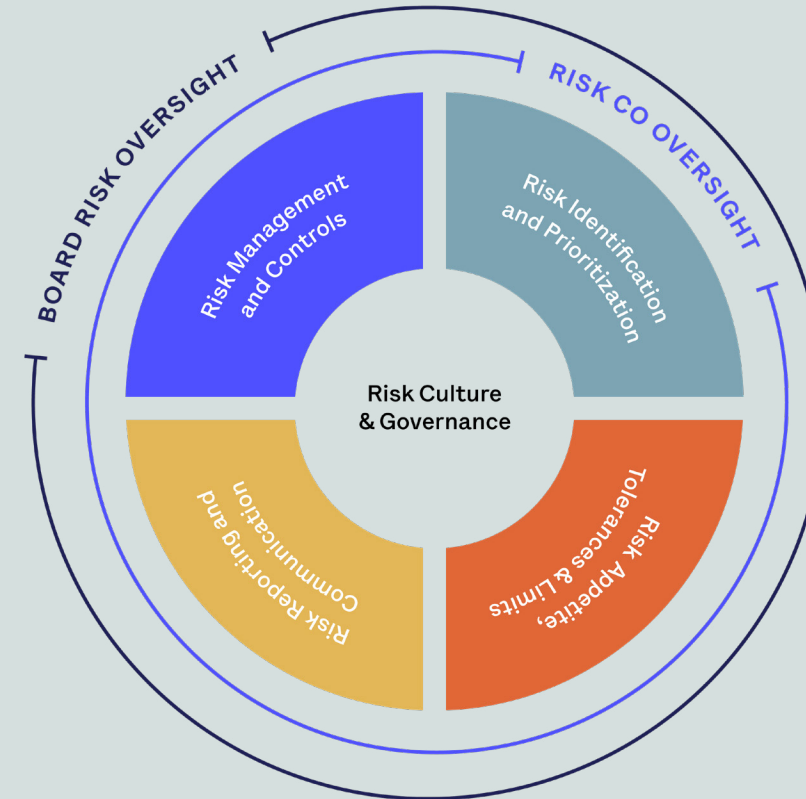 BOARD RISK OVERSIGHT
RISK CO OVERSIGHT
Risk Management
and Controls
Risk Identification
and Prioritization
Risk Culture
& Governance
Risk Reporting and
Communication
Risk Appetite,
Tolerances & Limits